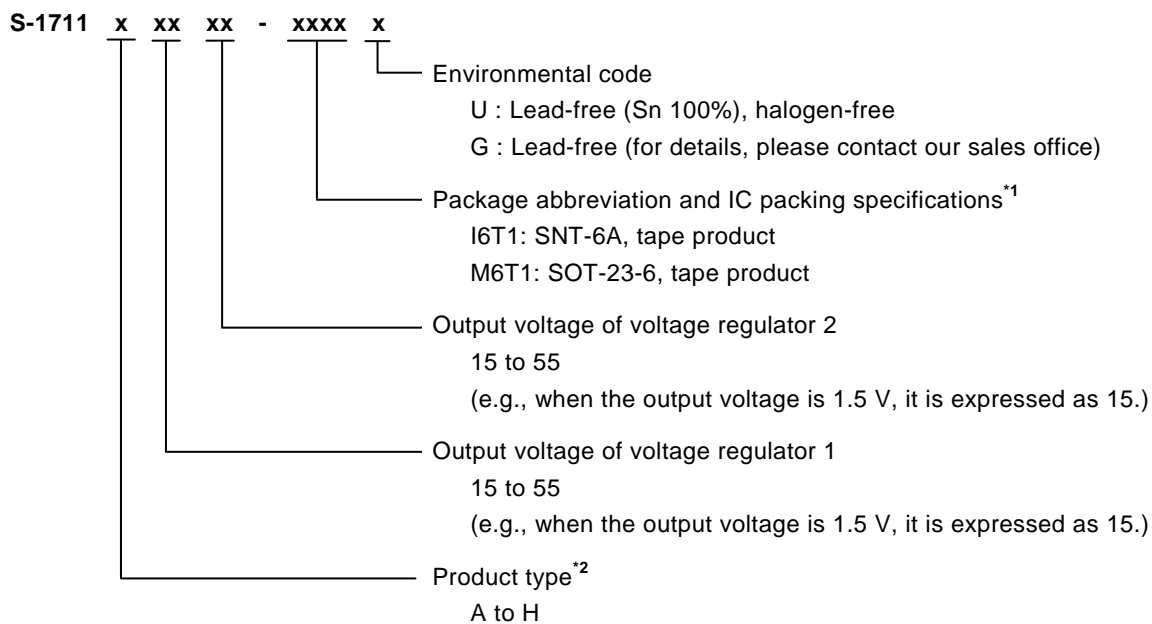 S-1711 x xx xx - xxxx x
Environmental code
U : Lead-free (Sn 100%), halogen-free
G : Lead-free (for details, please contact our sales office)
Package abbreviation and IC packing specifications*1
I6T1: SNT-6A, tape product
M6T1: SOT-23-6, tape product
Output voltage of voltage regulator 2
15 to 55
(e.g., when the output voltage is 1.5 V, it is expressed as 15.)
Output voltage of voltage regulator 1
15 to 55
(e.g., when the output voltage is 1.5 V, it is expressed as 15.)
Product type*2
A to H